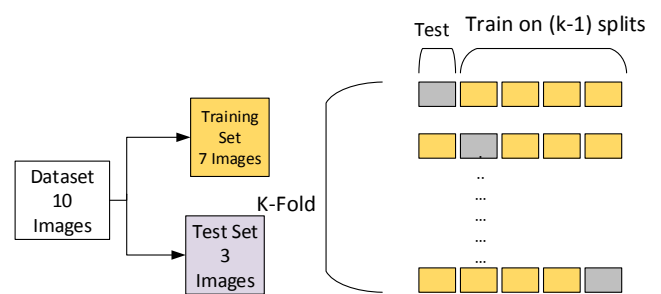 Test
Train on (k-1) splits
Training
Set
7 Images
Dataset
10
Images
Test Set
3
Images
K-Fold
.
..
...
...
...
...